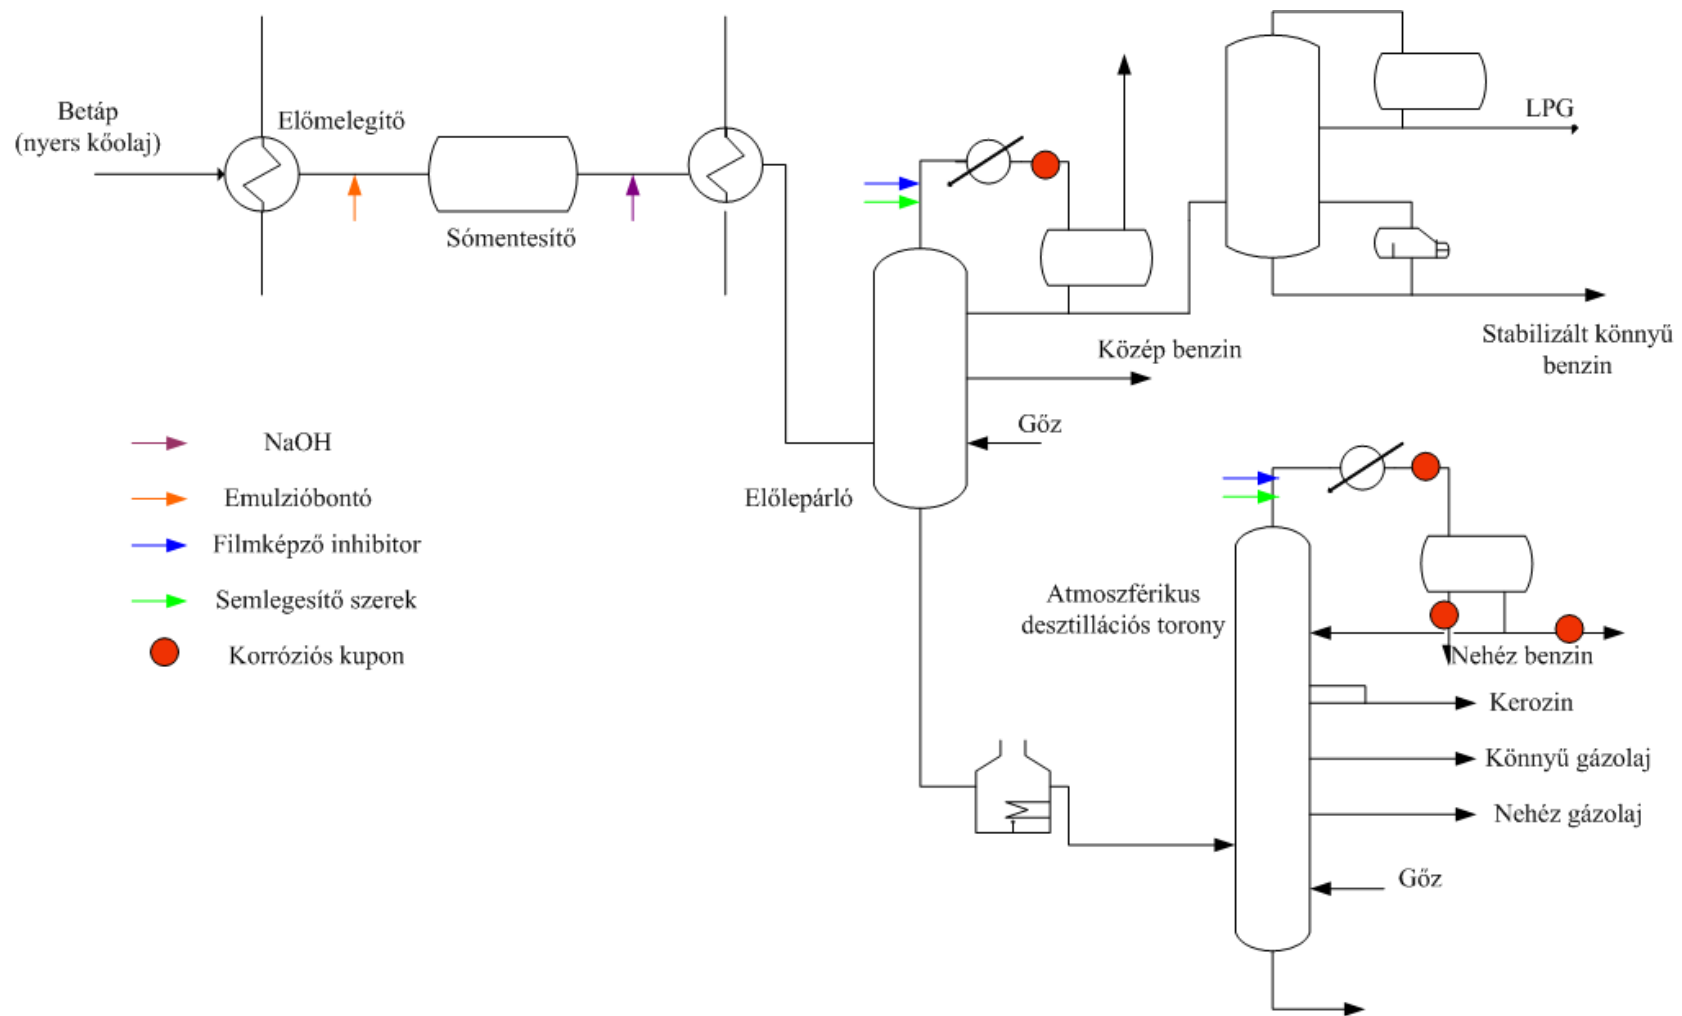 Betáp
(nyers kőolaj)
Előmelegítő
Sómentesítő
LPG
Stabilizált könnyű
benzin
Közép benzin
Gőz
Előlepárló
NaOH
Emulzióbontó
Filmképző inhibitor
Semlegesítő szerek
Korróziós kupon
Atmoszférikus
desztillációs torony
Nehéz benzin
Kerozin
Könnyű gázolaj
Nehéz gázolaj
Gőz